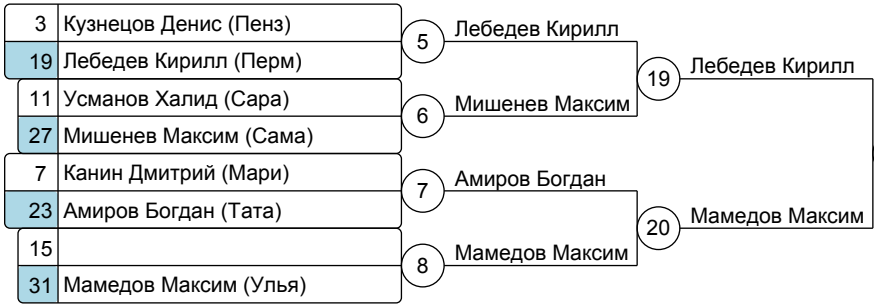 3 Кузнецов Денис (Пенз)
5 Лебедев Кирилл
19 Лебедев Кирилл (Перм)
19 Лебедев Кирилл
11 Усманов Халид (Сара)
6 Мишенев Максим
27 Мишенев Максим (Сама)
7 Канин Дмитрий (Мари)
7 Амиров Богдан
23 Амиров Богдан (Тата)
20 Мамедов Максим
15
8 Мамедов Максим
31 Мамедов Максим (Улья)